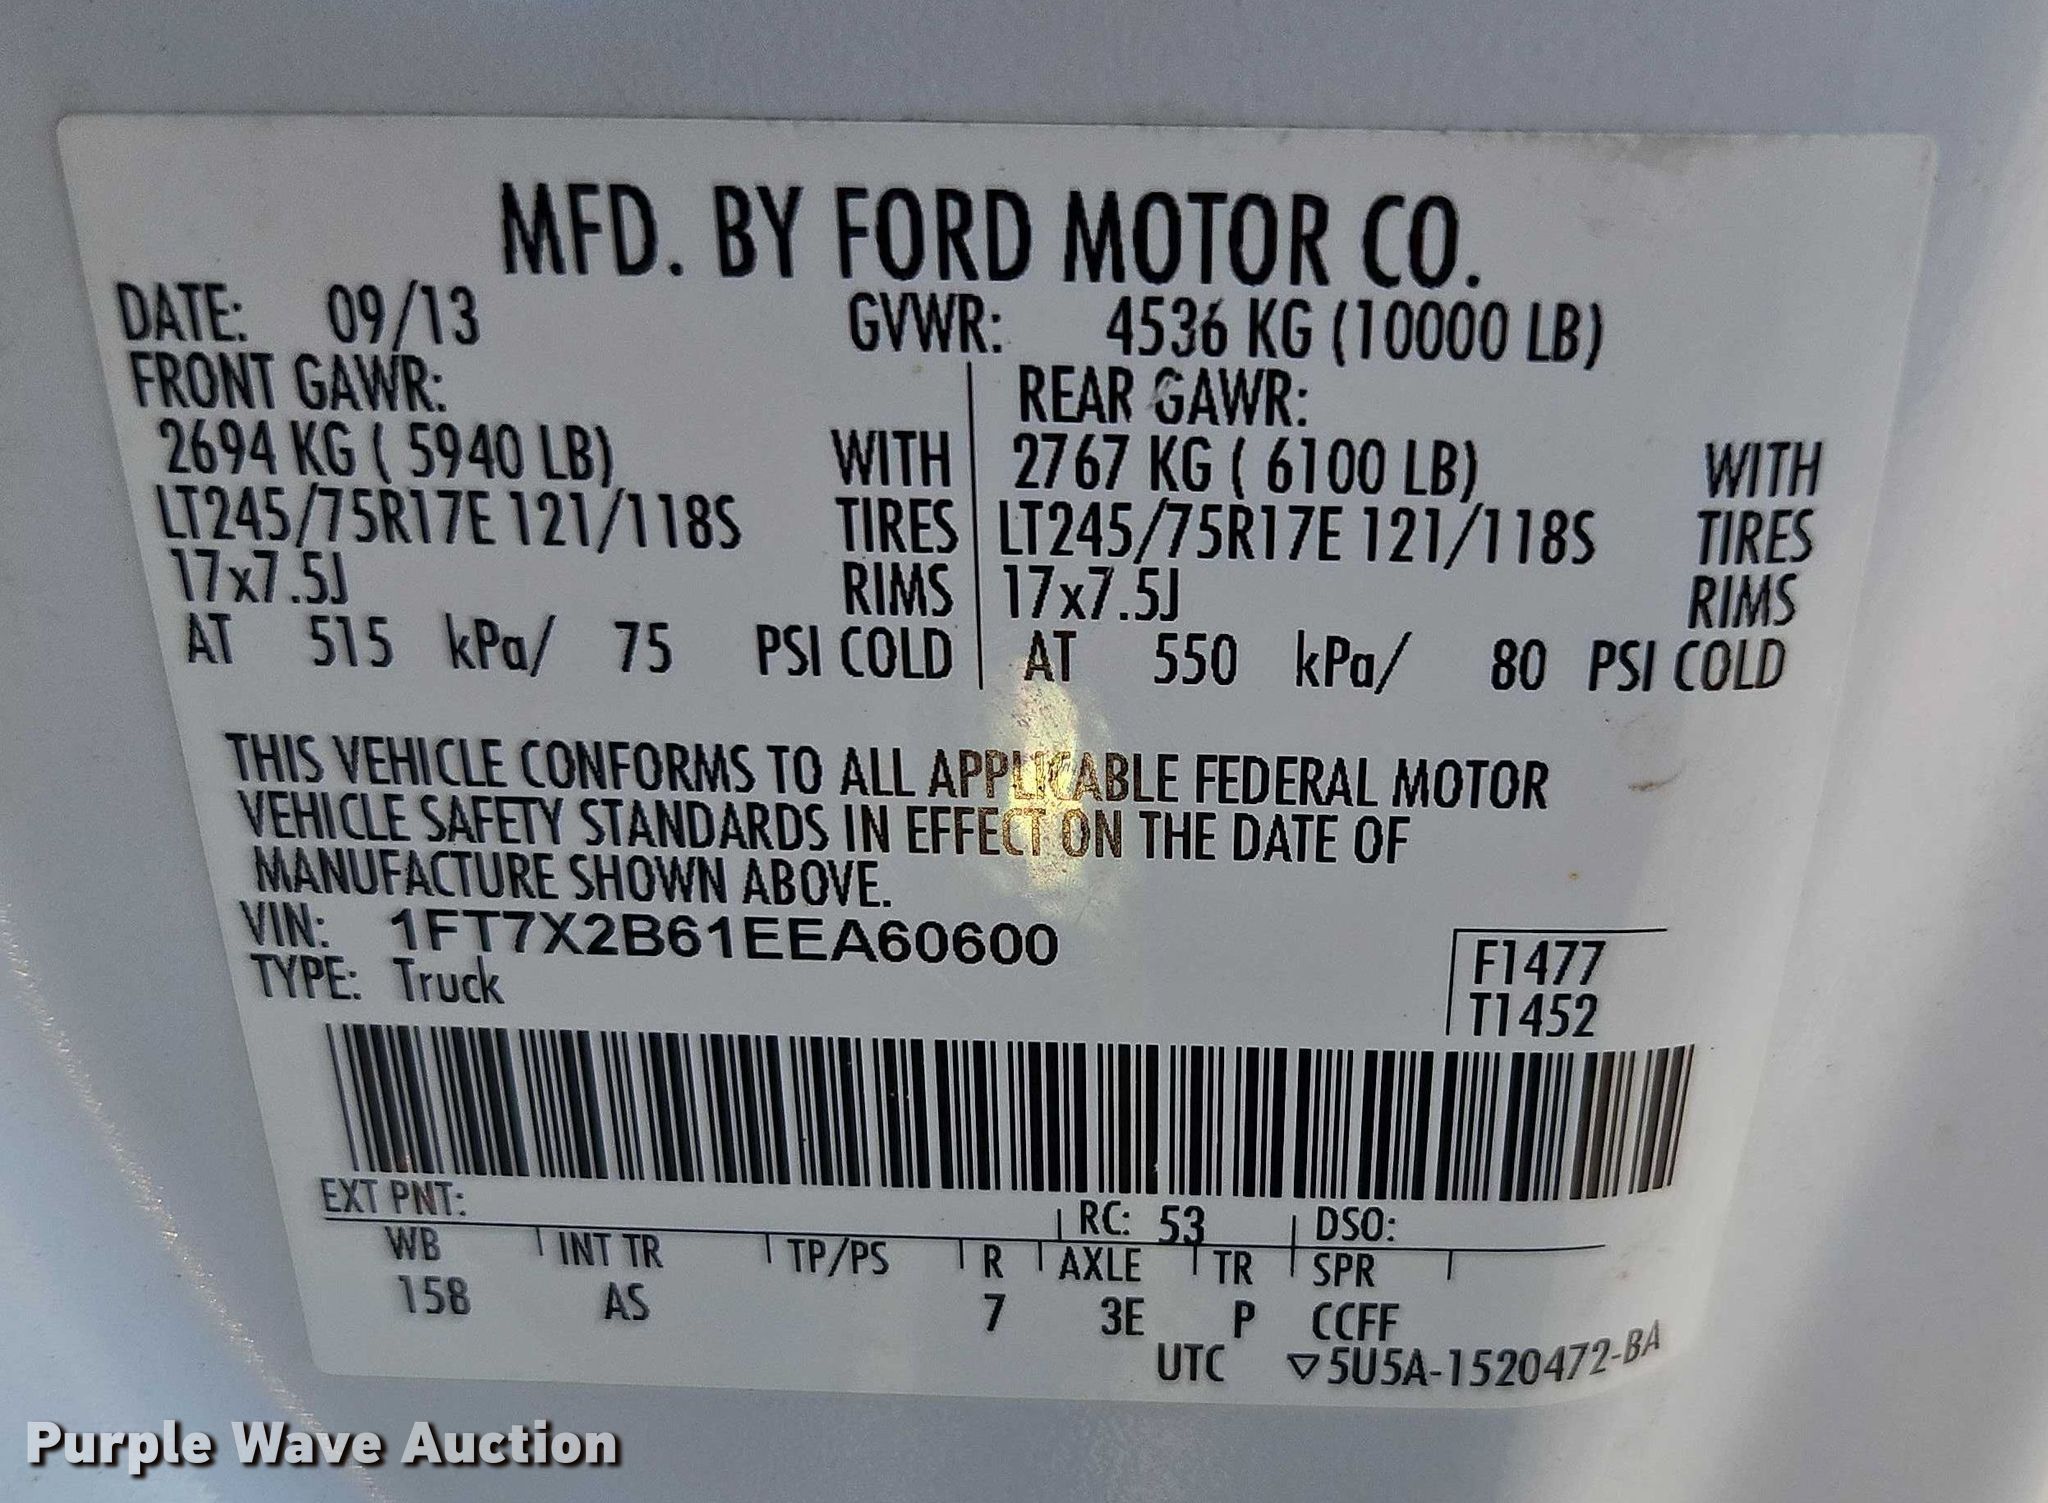 MFD. BY FORD MOTOR CO.
DATE: 09/13 GVWR: 4536 KG (10000 LB)
FRONT GAWR: REAR GAWR:
2694 KG ( 5940 LB) WITH 2767 KG ( 6100 LB) WITH
LT245/75R17E 121/118S TIRES LT245/75R17E 121/118S TIRES
17x7.5J RIMS 17x7.5J RIMS
AT 515 kPa/ 75 PSI COLD AT 550 kPa/ 80 PSI COLD
THIS VEHICLE CONFORMS TO ALL APPLICABLE FEDERAL MOTOR
VEHICLE SAFETY STANDARDS IN EFFECT ON THE DATE OF
MANUFACTURE SHOWN ABOVE.
VIN: 1FT7X2B61EEA60600 F1477
TYPE: Truck T1452
EXT PNT: RC: 53 DSO:
WB INT TR TP/PS R AXLE TR SPR
158 AS 7 3E P CCFF
UTC ▽5U5A-1520472-BA
Purple Wave Auction